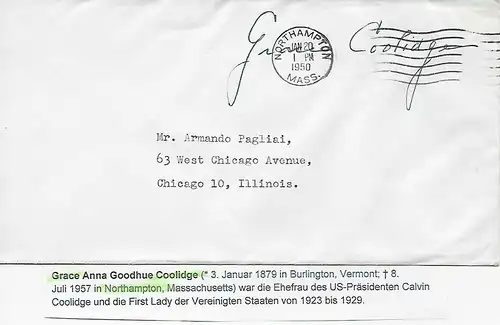 Grace Coolidge
NORTHAMPTON
JAN 20
1 PM
1950
MASS.
Mr. Armando Pagliai,
63 West Chicago Avenue,
Chicago 10, Illinois.
Grace Anna Goodhue Coolidge (* 3. Januar 1879 in Burlington, Vermont; † 8.
Juli 1957 in Northampton, Massachusetts) war die Ehefrau des US-Präsidenten Calvin
Coolidge und die First Lady der Vereinigten Staaten von 1923 bis 1929.